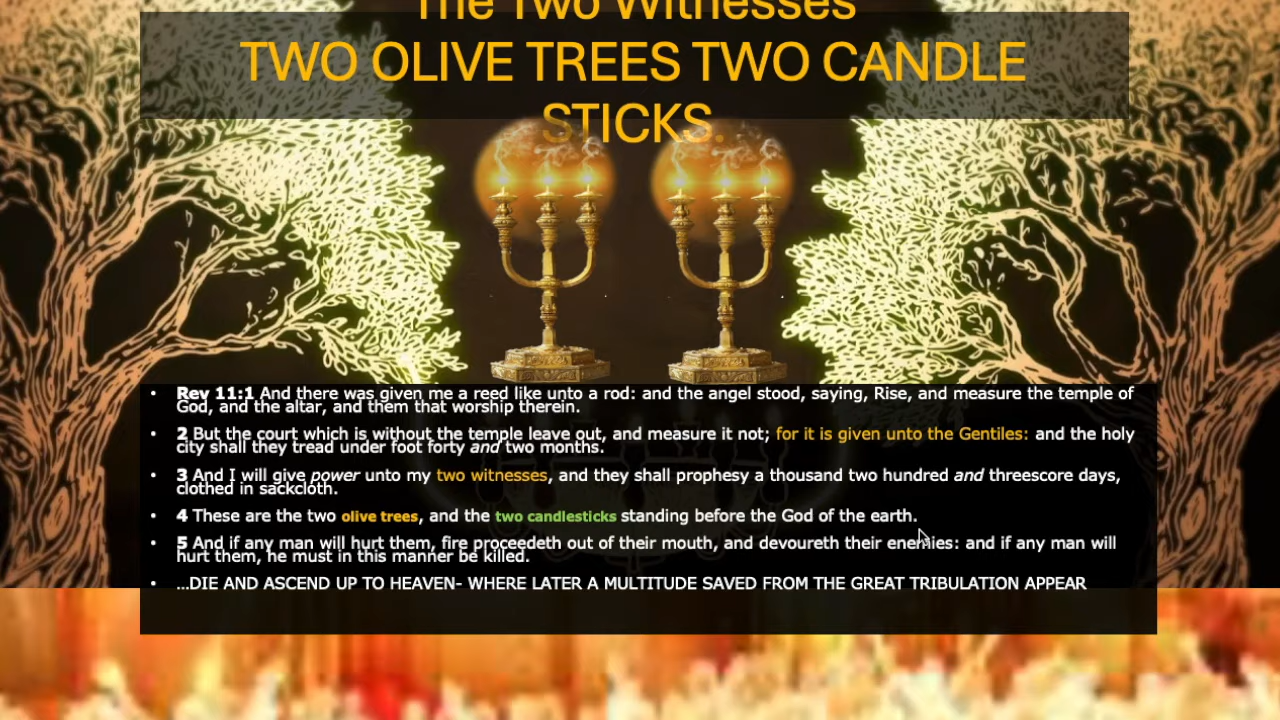 The Two Witnesses
TWO OLIVE TREES TWO CANDLE
STICKS.
• Rev 11:1 And there was given me a reed like unto a rod: and the angel stood, saying, Rise, and measure the temple of
God, and the altar, and them that worship therein.
• 2 But the court which is without the temple leave out, and measure it not; for it is given unto the Gentiles: and the holy
city shall they tread under foot forty and two months.
• 3 And I will give power unto my two witnesses, and they shall prophesy a thousand two hundred and threescore days,
clothed in sackcloth.
• 4 These are the two olive trees, and the two candlesticks standing before the God of the earth.
• 5 And if any man will hurt them, fire proceedeth out of their mouth, and devoureth their enemies: and if any man will
hurt them, he must in this manner be killed.
• ...DIE AND ASCEND UP TO HEAVEN- WHERE LATER A MULTITUDE SAVED FROM THE GREAT TRIBULATION APPEAR